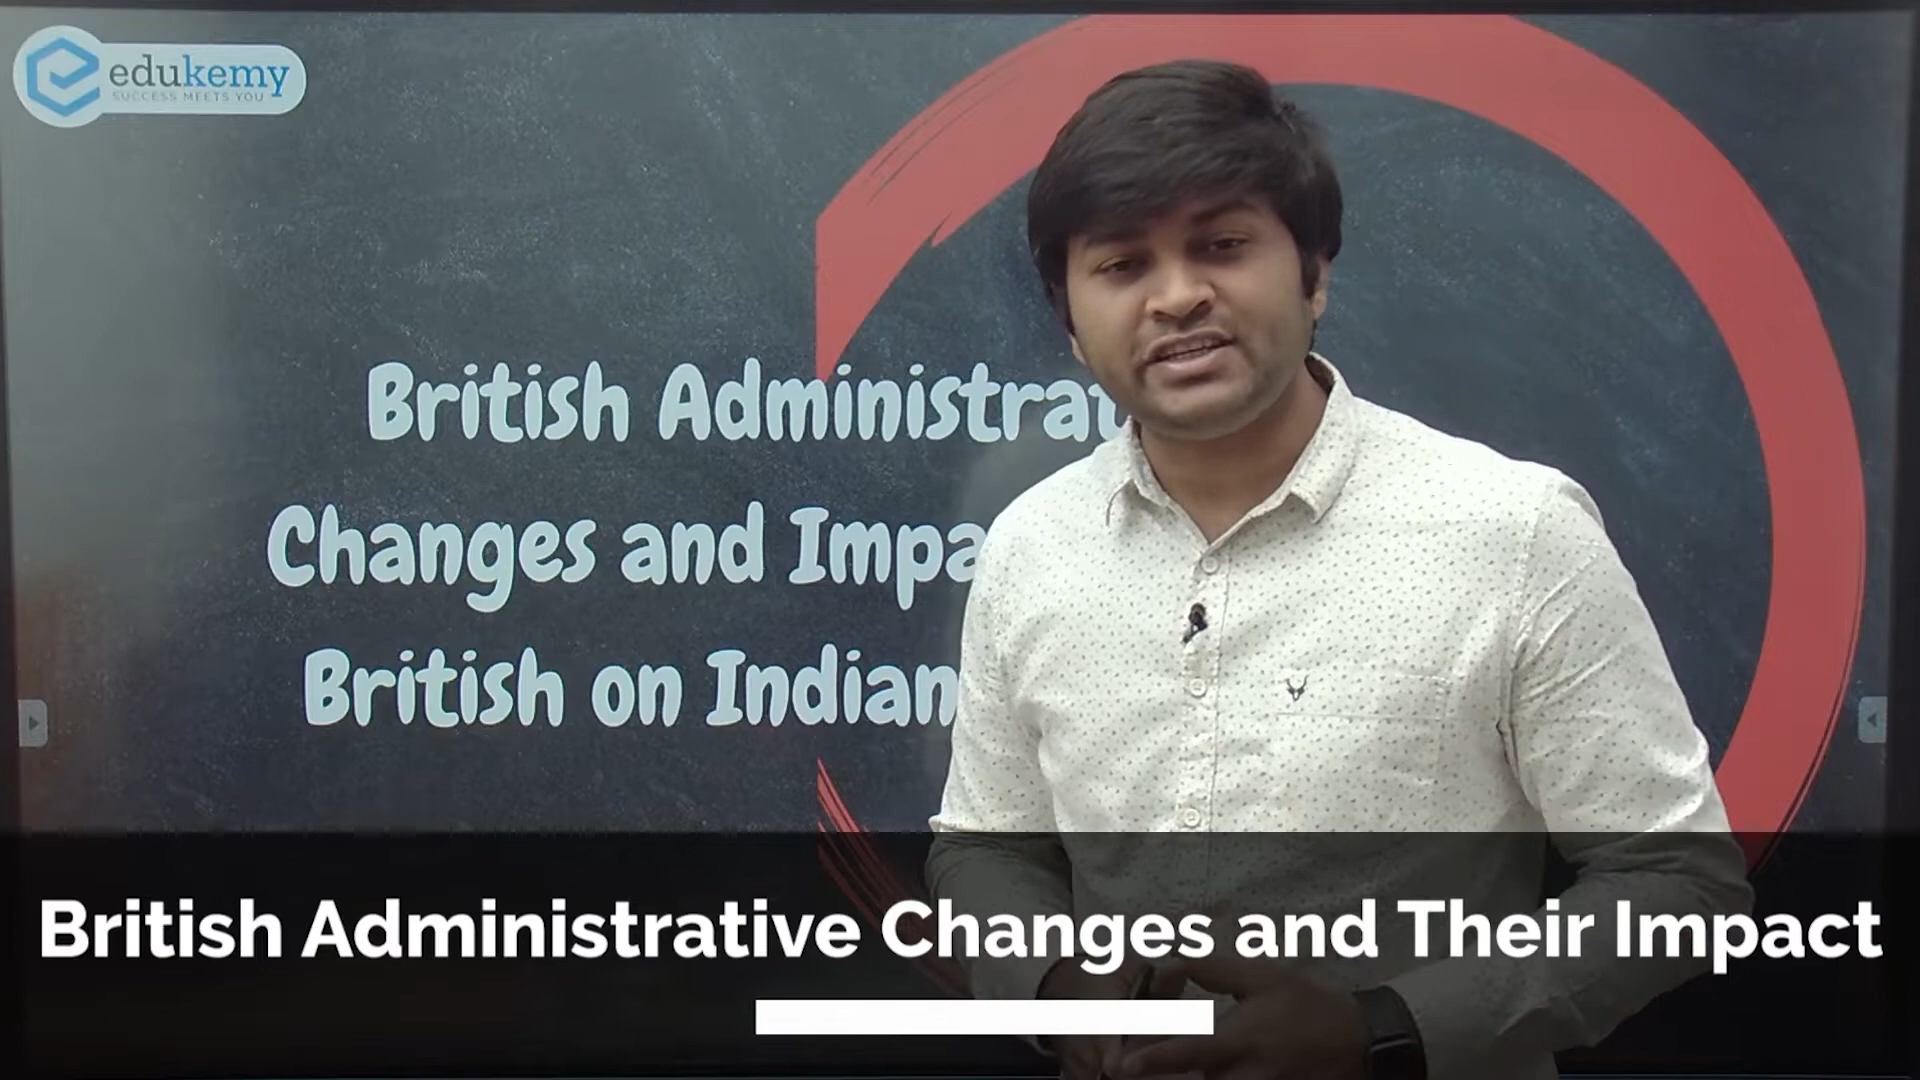 edukemy
SUCCESS MEETS YOU
British Administrat
Changes and Impa
British on Indian
British Administrative Changes and Their Impact